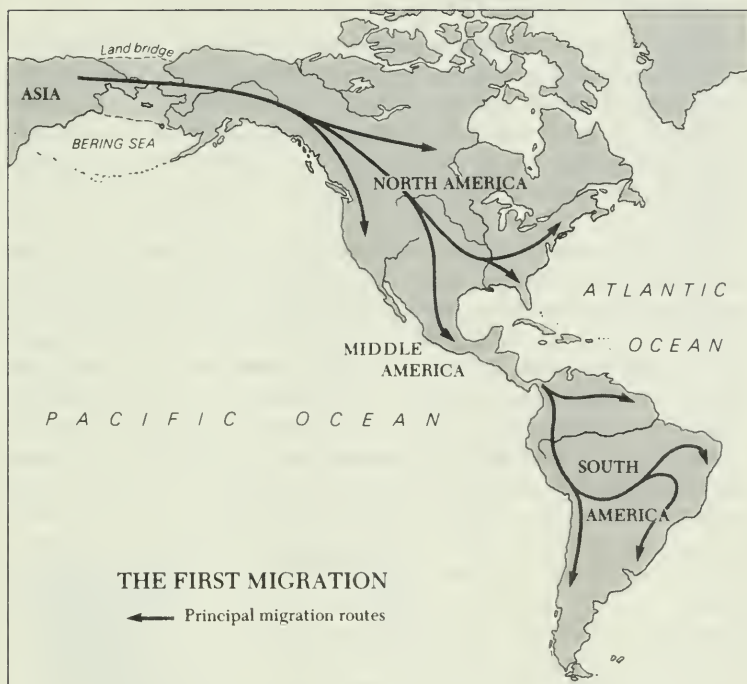 Land bridge
ASIA
BERING SEA
NORTH AMERICA
ATLANTIC
OCEAN
MIDDLE
AMERICA
PACIFIC OCEAN
SOUTH
AMERICA
THE FIRST MIGRATION
Principal migration routes